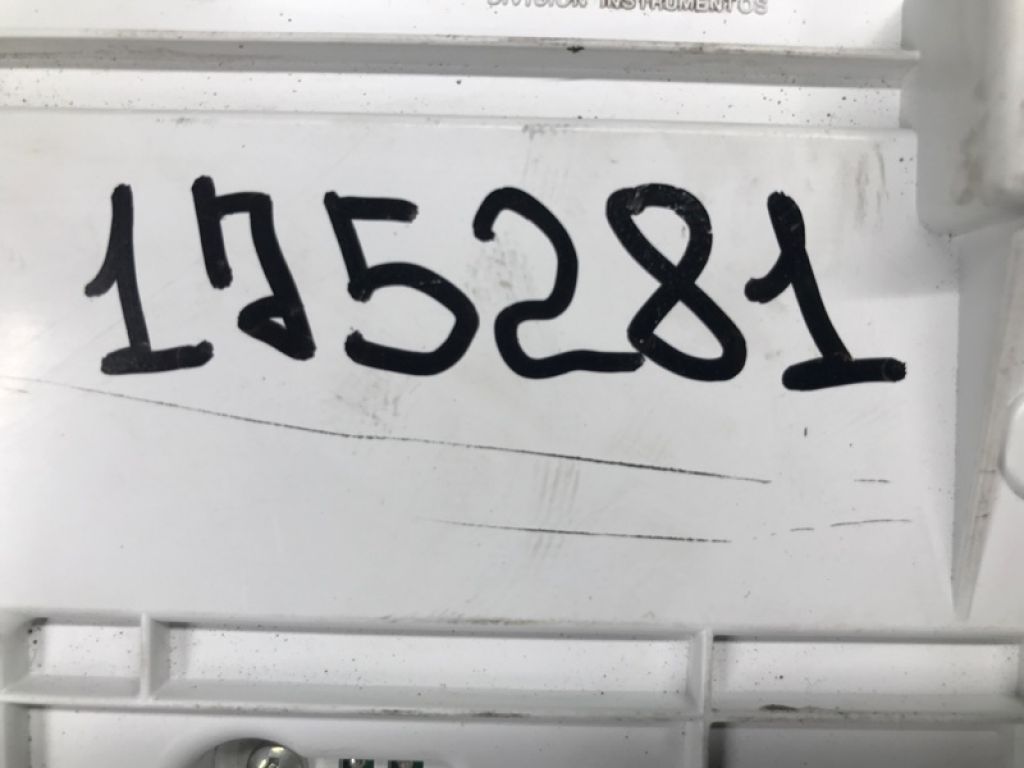 DIVISION INSTRUMENTOS
175281